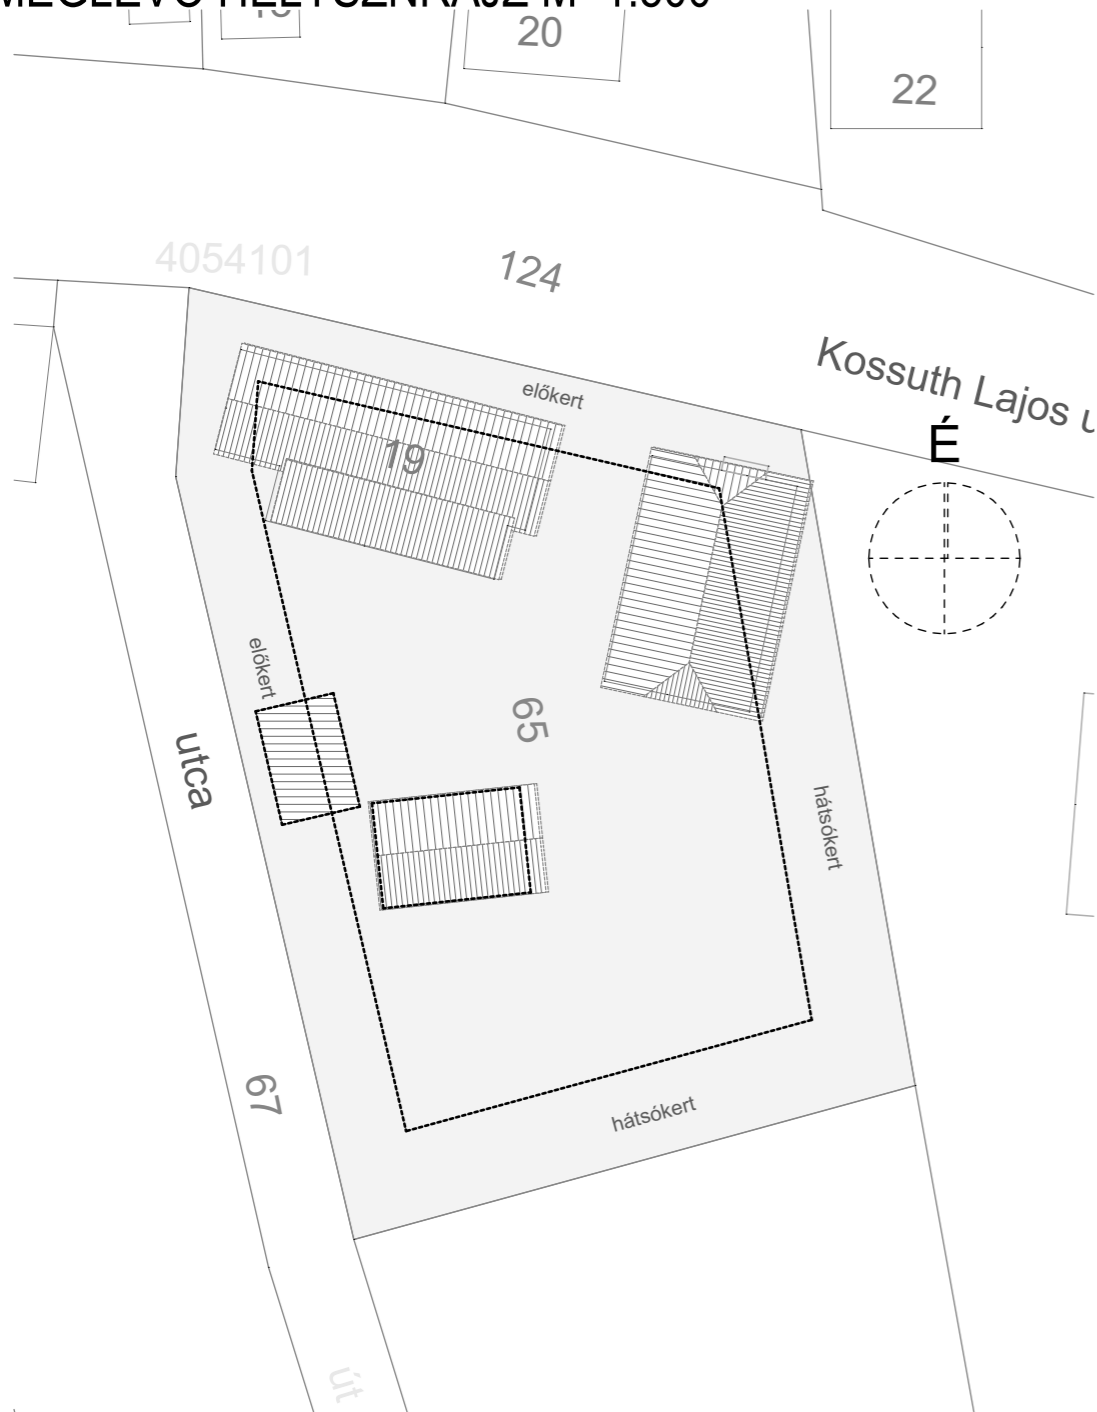 20
22
4054101
124
Kossuth Lajos u
É
előkert
19
előkert
65
utca
hátsókert
67
hátsókert
út